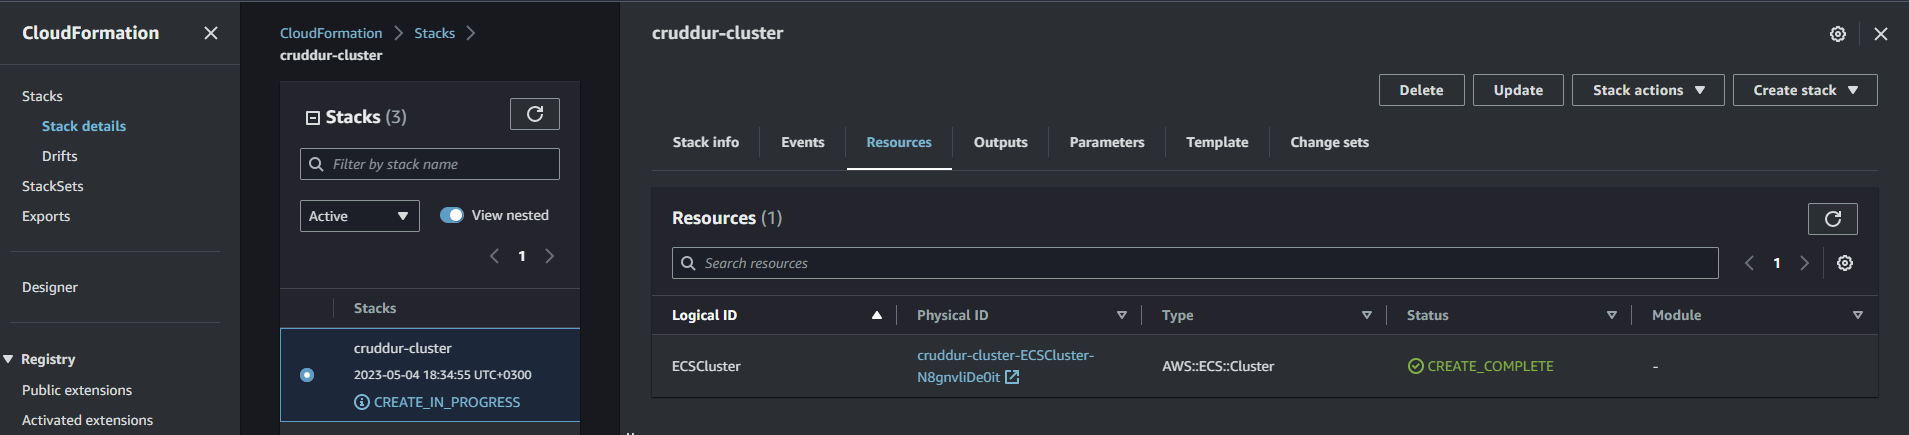 CloudFormation
Stacks
Stack details
Drifts
StackSets
Exports
Designer
Registry
Public extensions
Activated extensions
CloudFormation
Stacks
cruddur-cluster
Stacks (3)
Filter by stack name
Active
View nested
1
Stacks
cruddur-cluster
2023-05-04 18:34:55 UTC+0300
CREATE_IN_PROGRESS
cruddur-cluster
Delete
Update
Stack actions
Create stack
Stack info
Events
Resources
Outputs
Parameters
Template
Change sets
Resources (1)
Search resources
1
Logical ID
Physical ID
Type
Status
Module
ECSCluster
cruddur-cluster-ECSCluster-
N8gnvliDe0it
AWS::ECS::Cluster
CREATE_COMPLETE
-